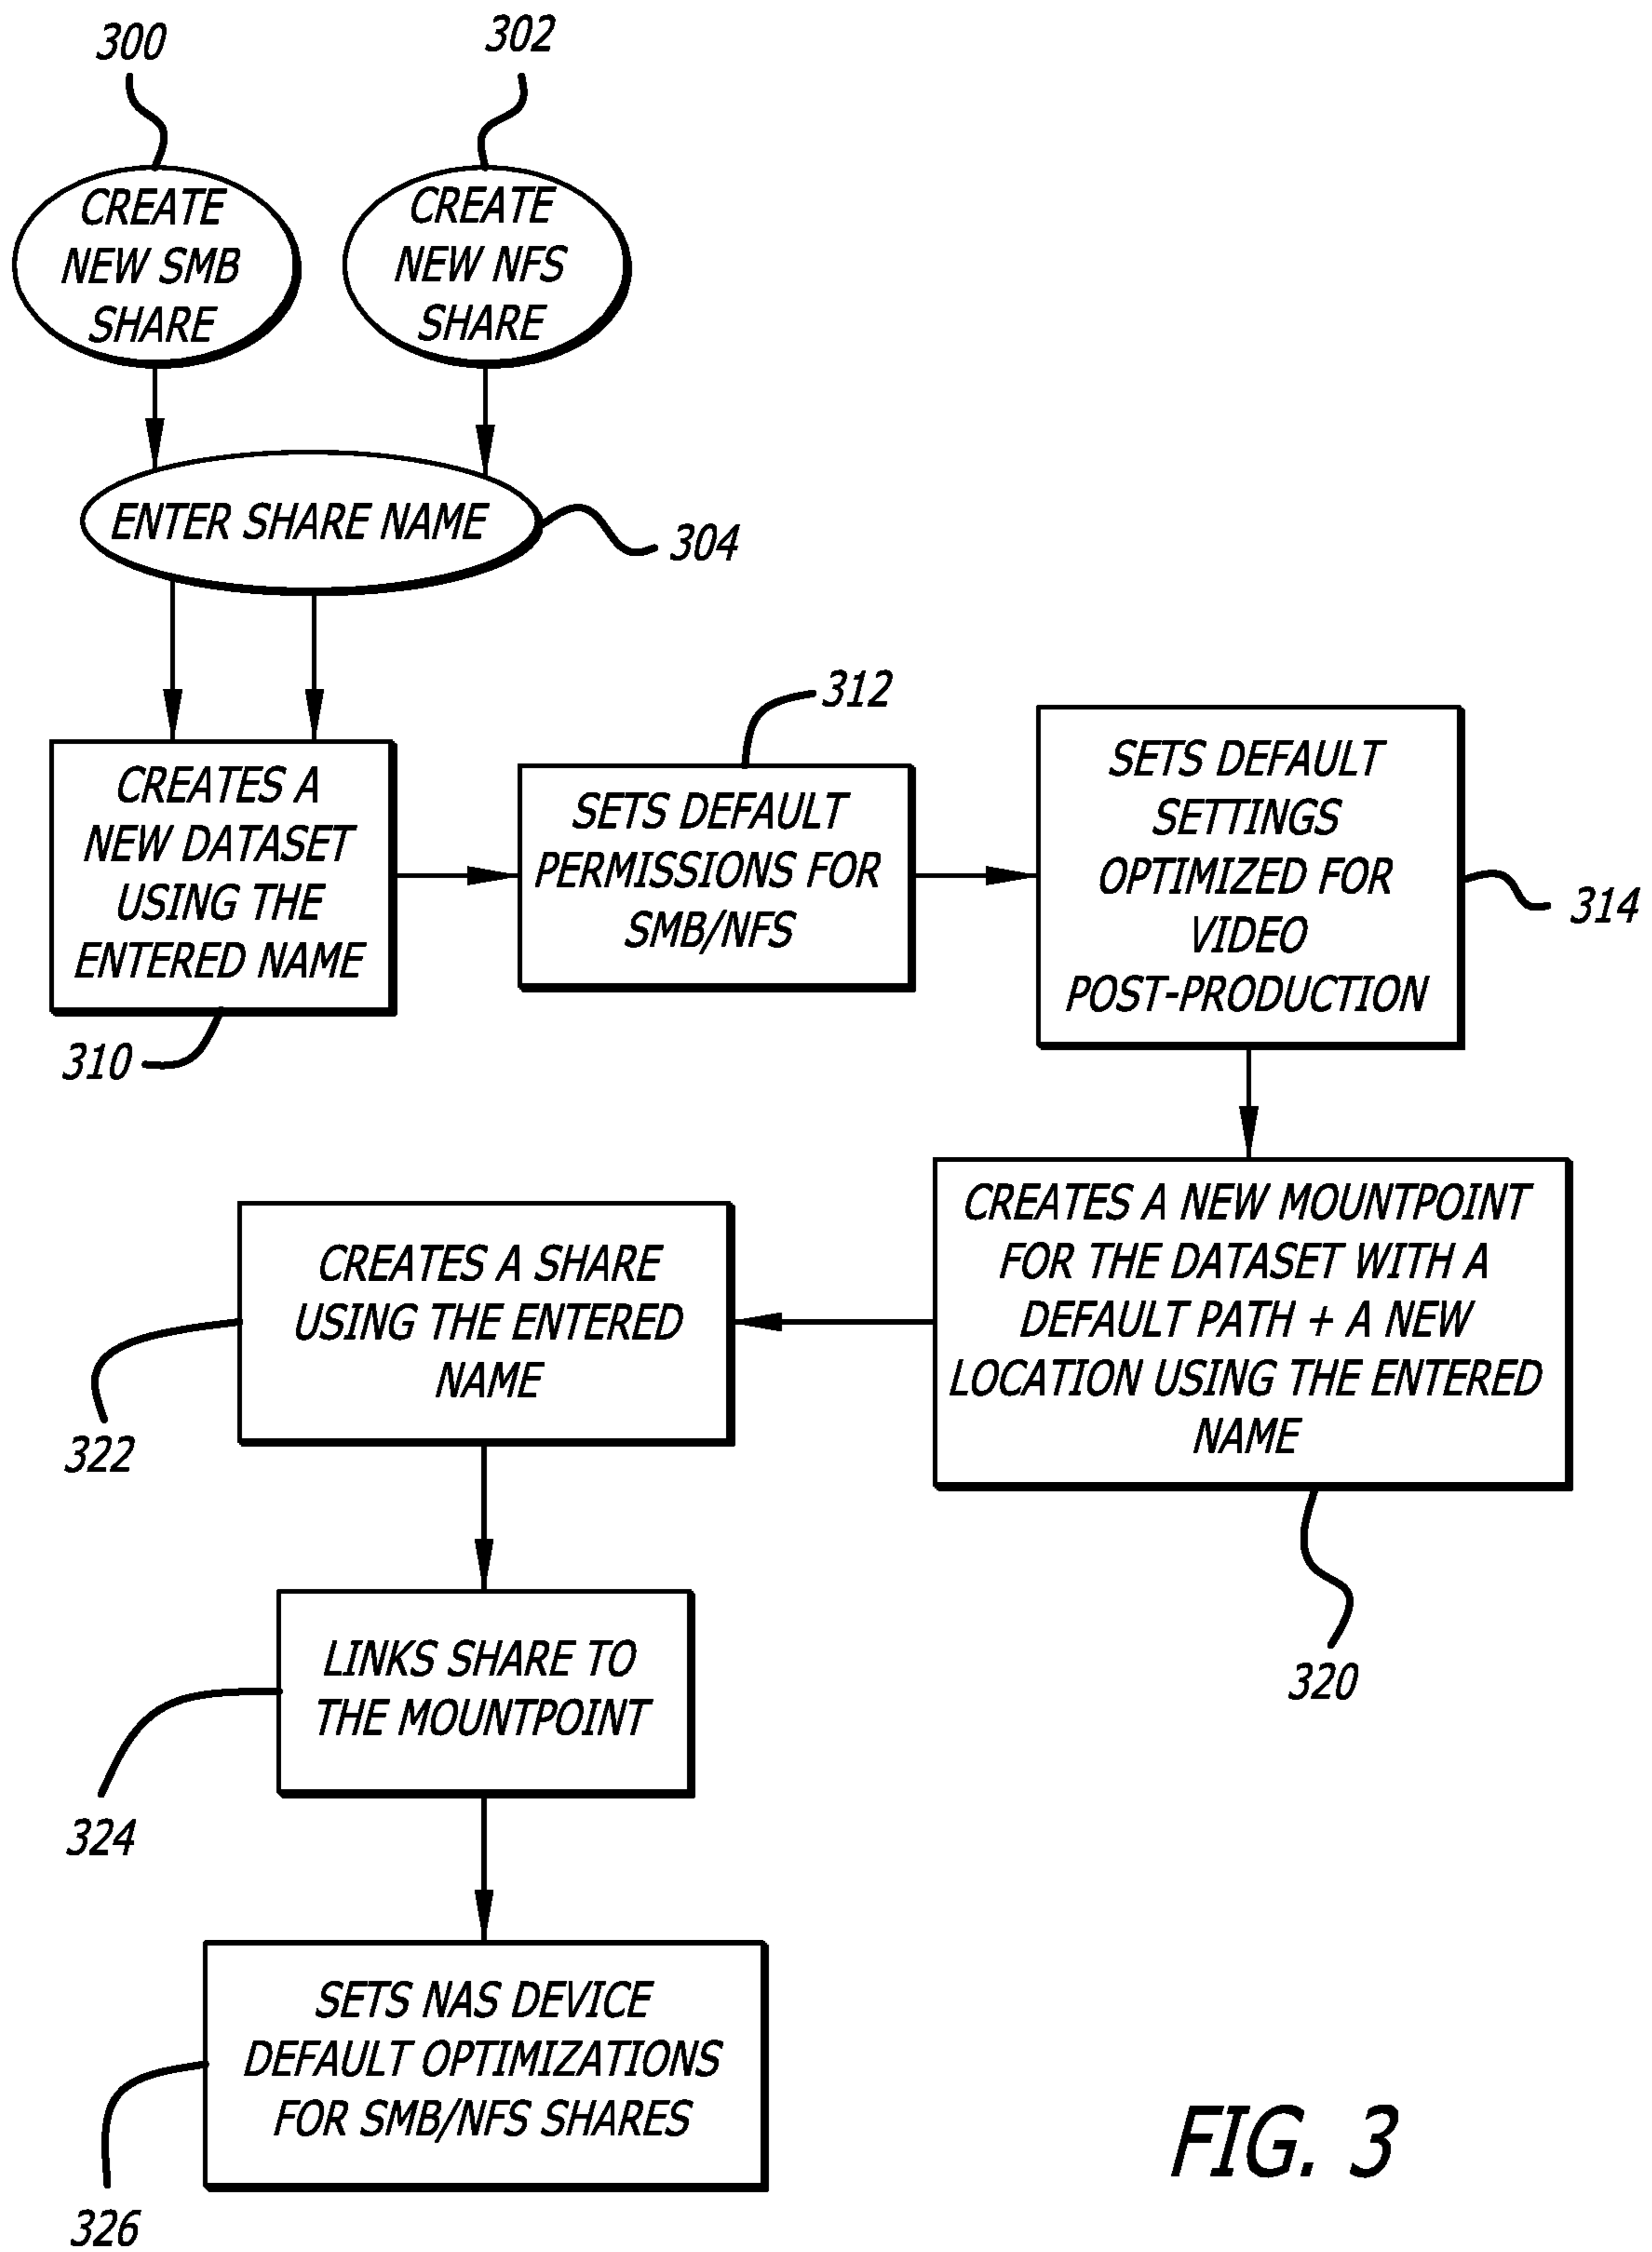 300
302
CREATE
NEW SMB
SHARE
CREATE
NEW NFS
SHARE
ENTER SHARE NAME
304
312
CREATES A
NEW DATASET
USING THE
ENTERED NAME
310
SETS DEFAULT
PERMISSIONS FOR
SMB/NFS
SETS DEFAULT
SETTINGS
OPTIMIZED FOR
VIDEO
POST-PRODUCTION
314
CREATES A NEW MOUNTPOINT
FOR THE DATASET WITH A
DEFAULT PATH + A NEW
LOCATION USING THE ENTERED
NAME
320
CREATES A SHARE
USING THE ENTERED
NAME
322
LINKS SHARE TO
THE MOUNTPOINT
324
SETS NAS DEVICE
DEFAULT OPTIMIZATIONS
FOR SMB/NFS SHARES
326
FIG. 3